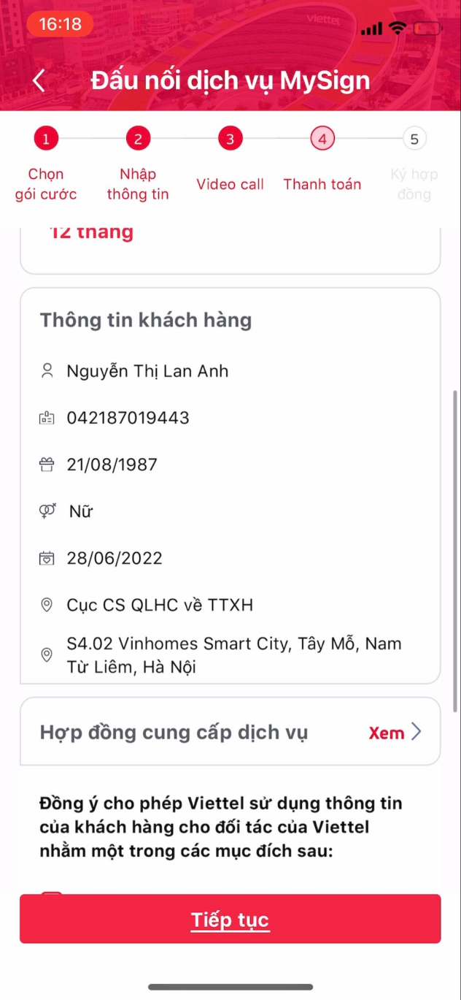 16:18
viettel
Đấu nối dịch vụ MySign
1
2
3
4
5
Chọn
gói cước
Nhập
thông tin
Video call
Thanh toán
Ký hợp
đồng
12 tháng
Thông tin khách hàng
Nguyễn Thị Lan Anh
042187019443
21/08/1987
Nữ
28/06/2022
Cục CS QLHC về TTXH
S4.02 Vinhomes Smart City, Tây Mỗ, Nam
Từ Liêm, Hà Nội
Hợp đồng cung cấp dịch vụ
Xem
Đồng ý cho phép Viettel sử dụng thông tin
của khách hàng cho đối tác của Viettel
nhằm một trong các mục đích sau:
Tiếp tục